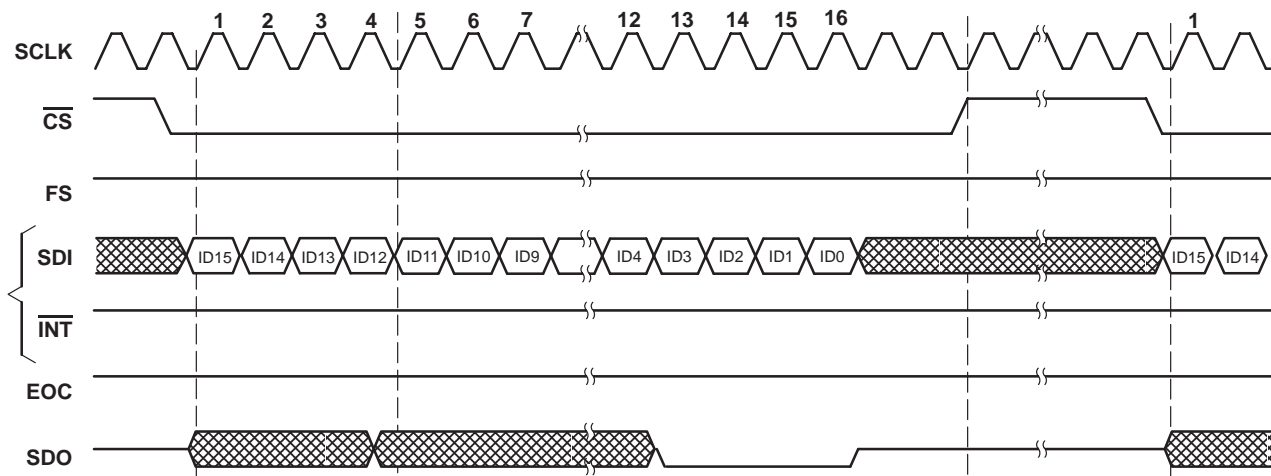 1 2 3 4 5 6 7 12 13 14 15 16 1
SCLK
CS
FS
SDI ID15 ID14 ID13 ID12 ID11 ID10 ID9 ID4 ID3 ID2 ID1 ID0 ID15 ID14
INT
EOC
SDO